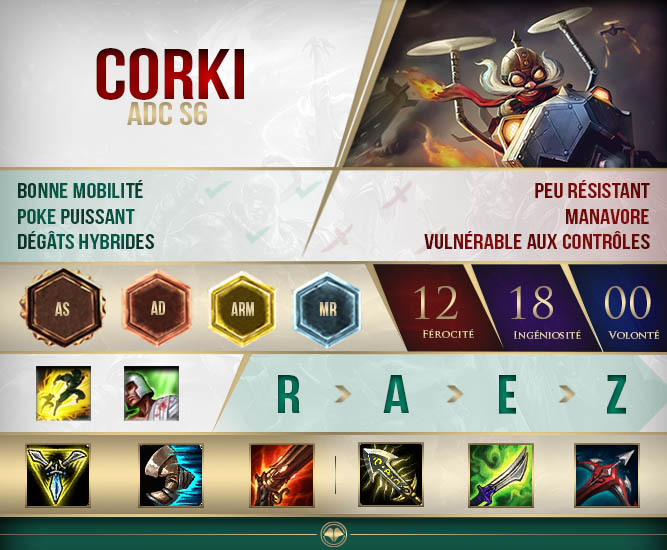 CORKI
ADC S6
BONNE MOBILITÉ
POKE PUISSANT
DÉGÂTS HYBRIDES
PEU RÉSISTANT
MANAVORE
VULNÉRABLE AUX CONTRÔLES
AS
AD
ARM
MR
12
FÉROCITÉ
18
INGÉNIOSITÉ
00
VOLONTÉ
R > A > E > Z